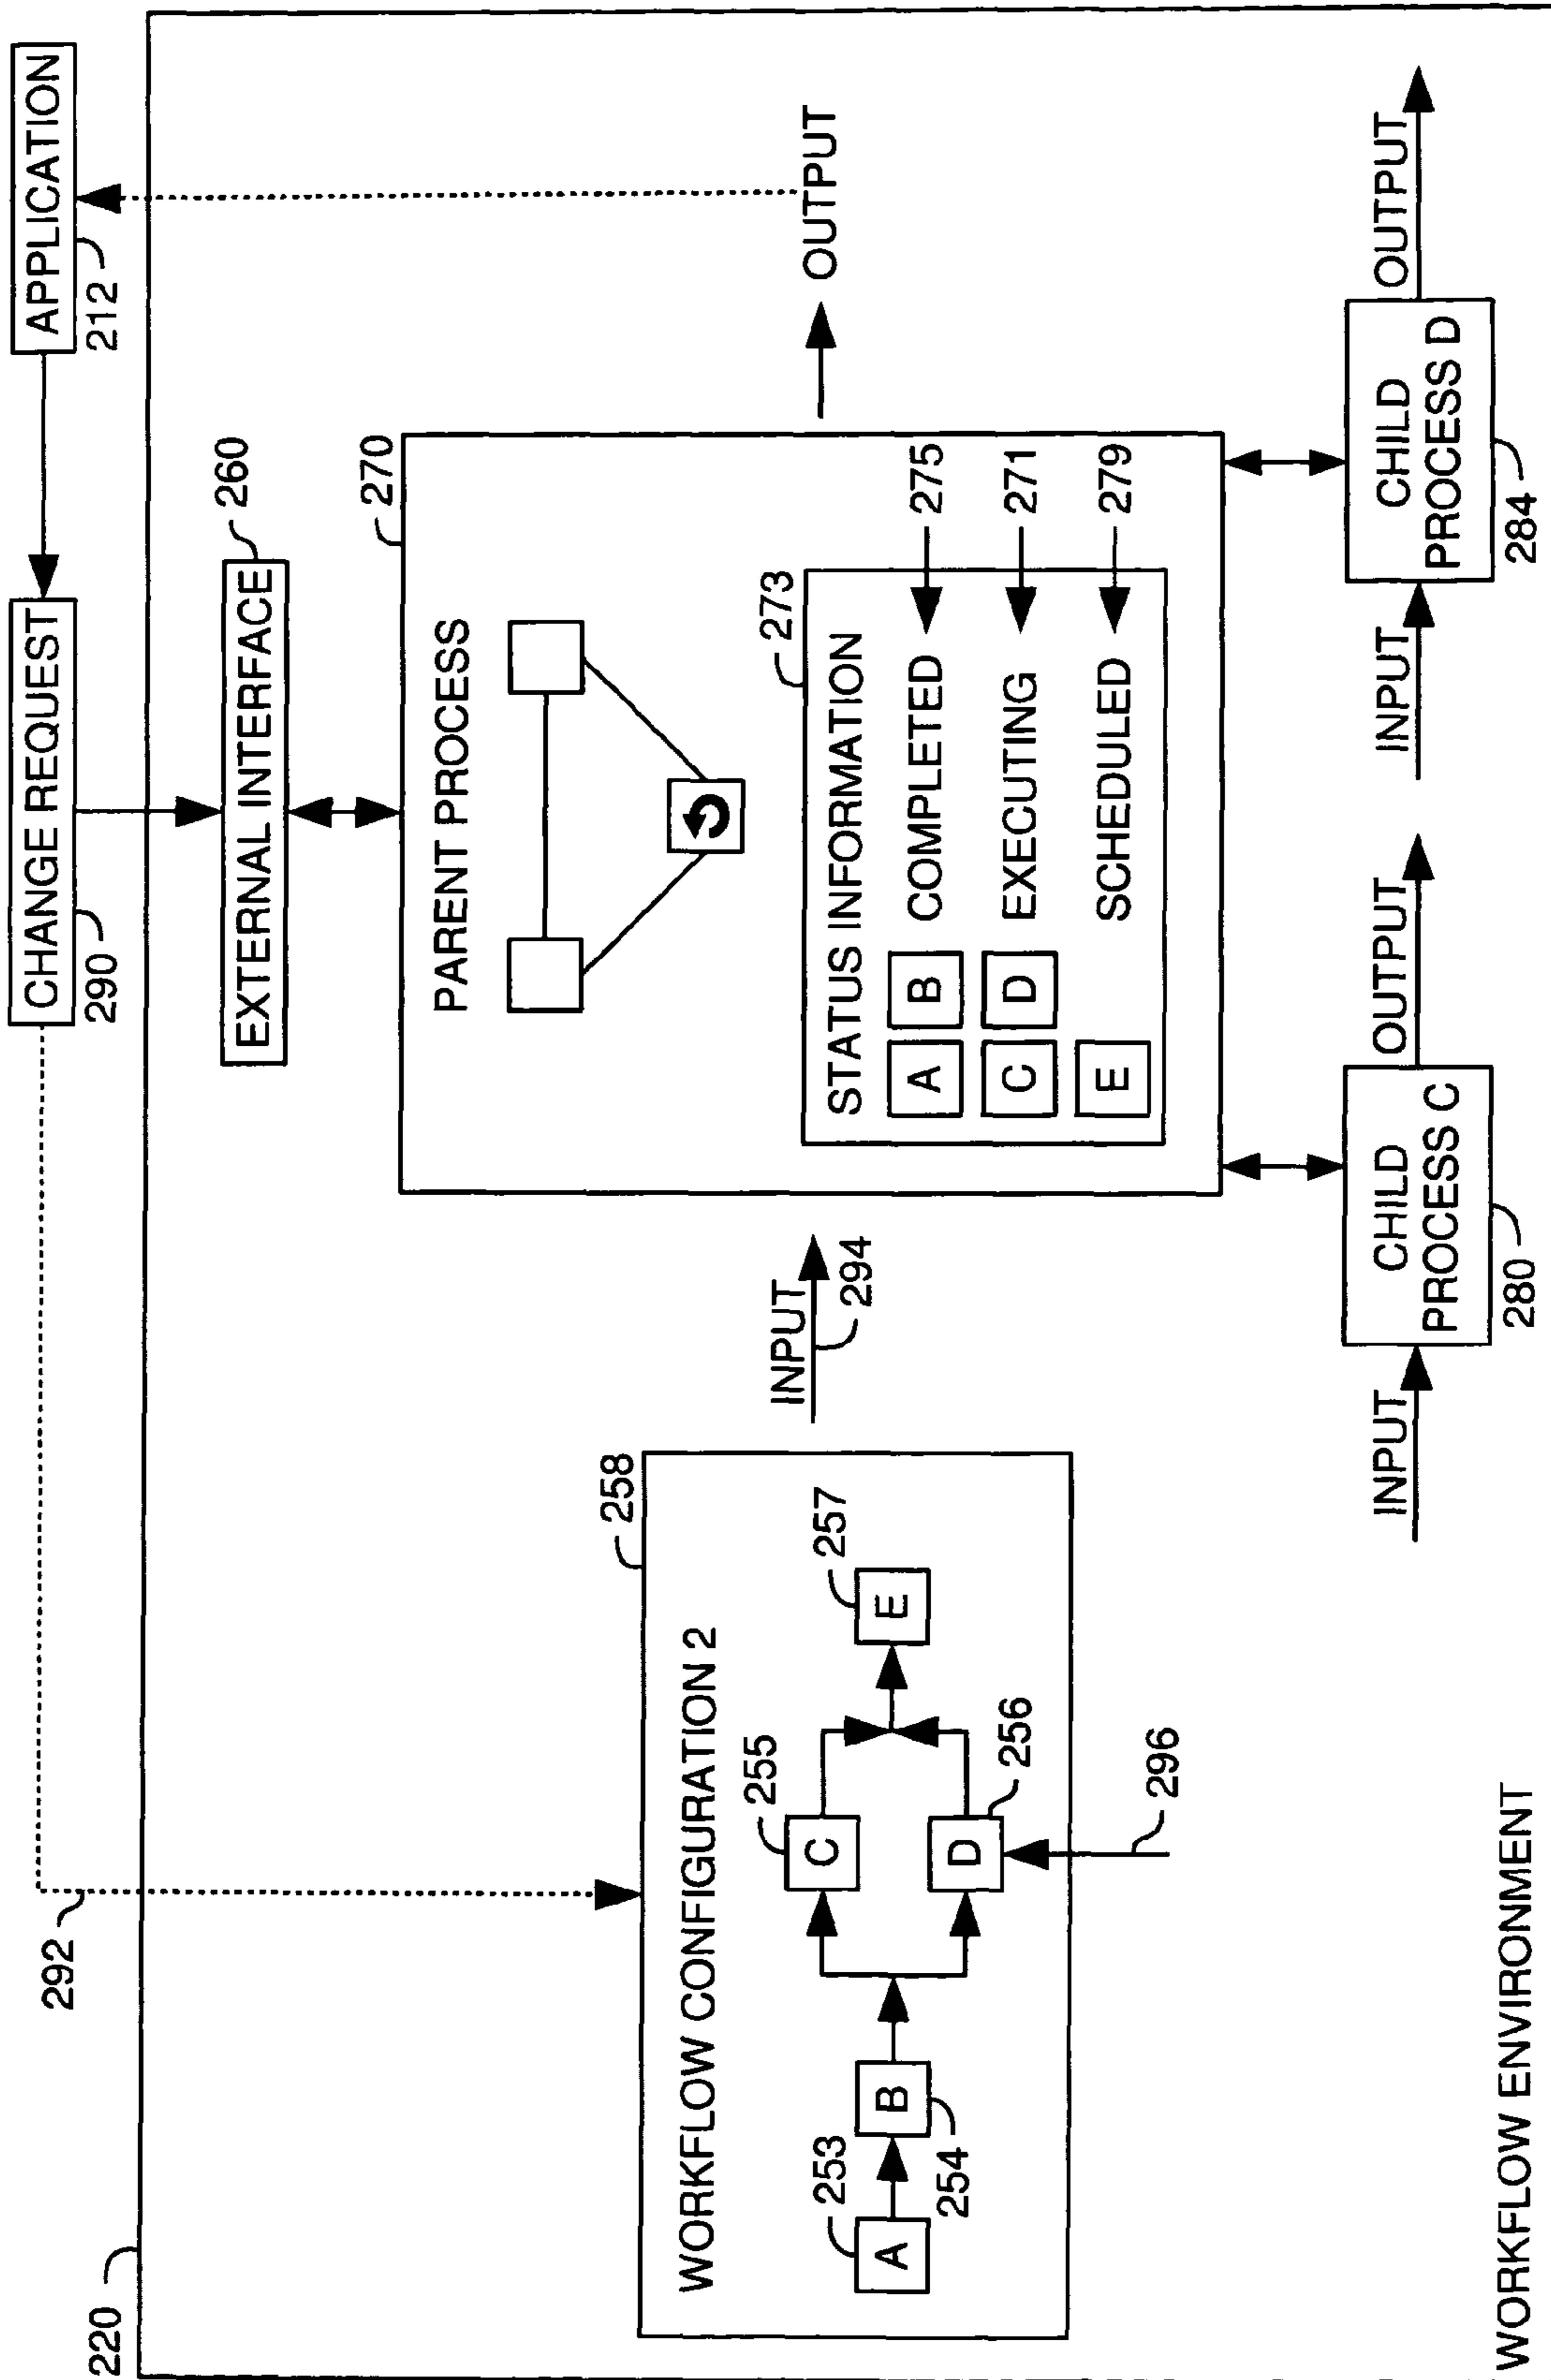 APPLICATION
212
CHANGE REQUEST
290
292
220
EXTERNAL INTERFACE
260
270
PARENT PROCESS
273
STATUS INFORMATION
A B COMPLETED
275
C D EXECUTING
271
E SCHEDULED
279
OUTPUT
INPUT
294
258
WORKFLOW CONFIGURATION 2
A
253
B
254
C
255
D
256
E
257
296
INPUT
CHILD
PROCESS C
280
OUTPUT
INPUT
CHILD
PROCESS D
284
OUTPUT
WORKFLOW ENVIRONMENT